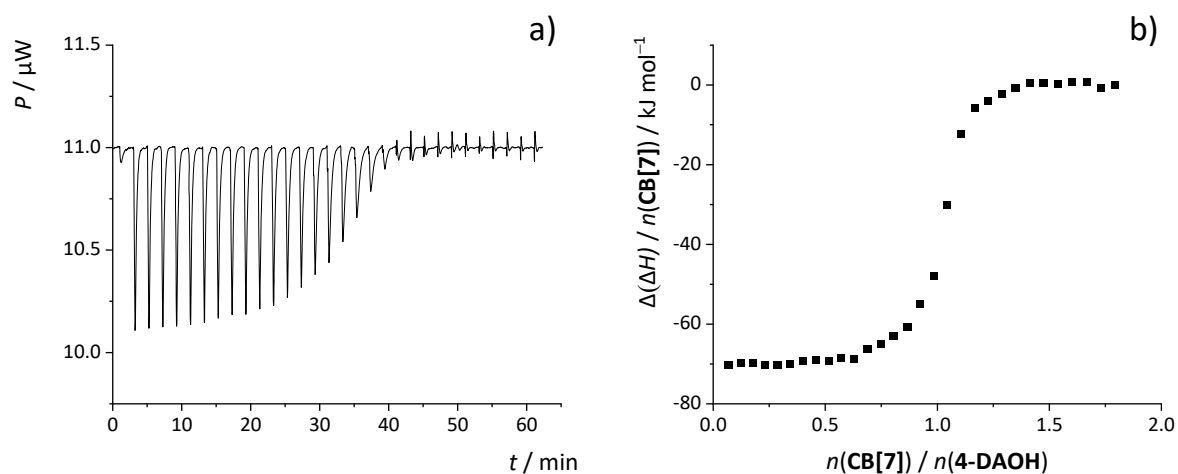 a)
P / μW
11.5
11.0
10.5
10.0
0 10 20 30 40 50 60
t / min
b)
Δ(ΔH) / n(CB[7]) / kJ mol⁻¹
0
-20
-40
-60
-80
0.0 0.5 1.0 1.5 2.0
n(CB[7]) / n(4-DAOH)